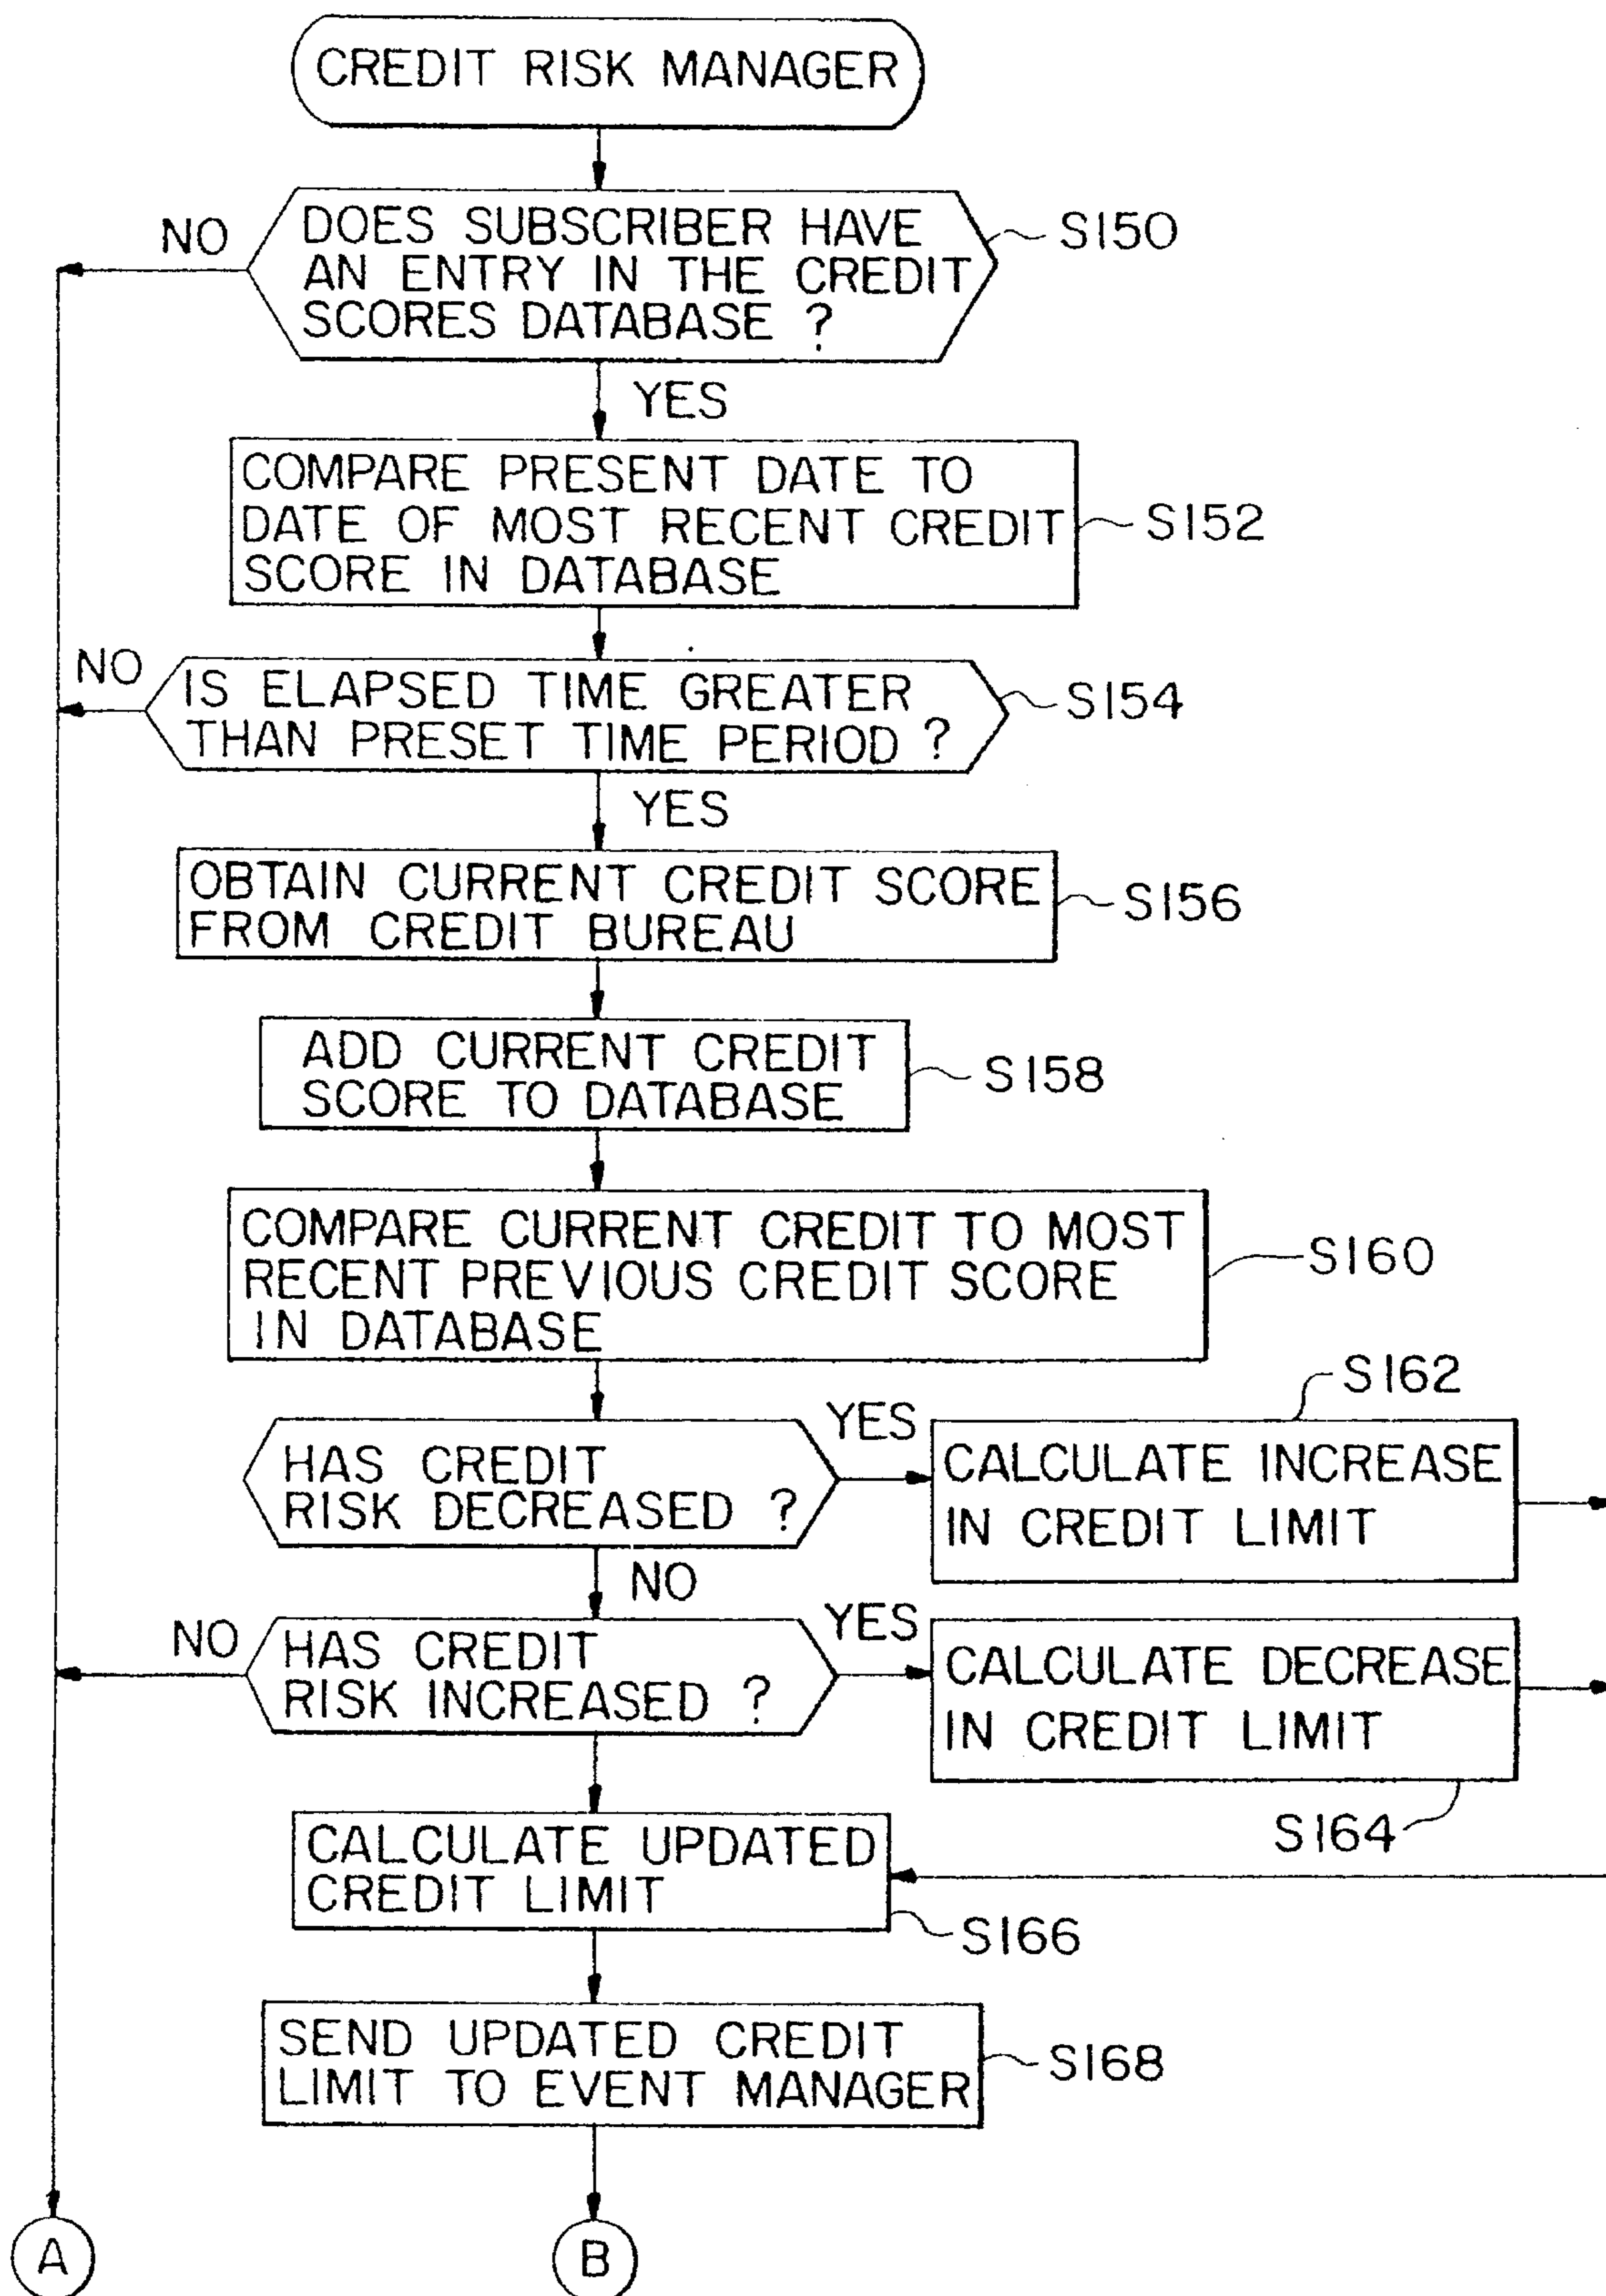 CREDIT RISK MANAGER
NO
DOES SUBSCRIBER HAVE
AN ENTRY IN THE CREDIT
SCORES DATABASE ?
S150
YES
COMPARE PRESENT DATE TO
DATE OF MOST RECENT CREDIT
SCORE IN DATABASE
S152
NO
IS ELAPSED TIME GREATER
THAN PRESET TIME PERIOD ?
S154
YES
OBTAIN CURRENT CREDIT SCORE
FROM CREDIT BUREAU
S156
ADD CURRENT CREDIT
SCORE TO DATABASE
S158
COMPARE CURRENT CREDIT TO MOST
RECENT PREVIOUS CREDIT SCORE
IN DATABASE
S160
HAS CREDIT
RISK DECREASED ?
YES
S162
CALCULATE INCREASE
IN CREDIT LIMIT
NO
NO
HAS CREDIT
RISK INCREASED ?
YES
CALCULATE DECREASE
IN CREDIT LIMIT
S164
CALCULATE UPDATED
CREDIT LIMIT
S166
SEND UPDATED CREDIT
LIMIT TO EVENT MANAGER
S168
A
B